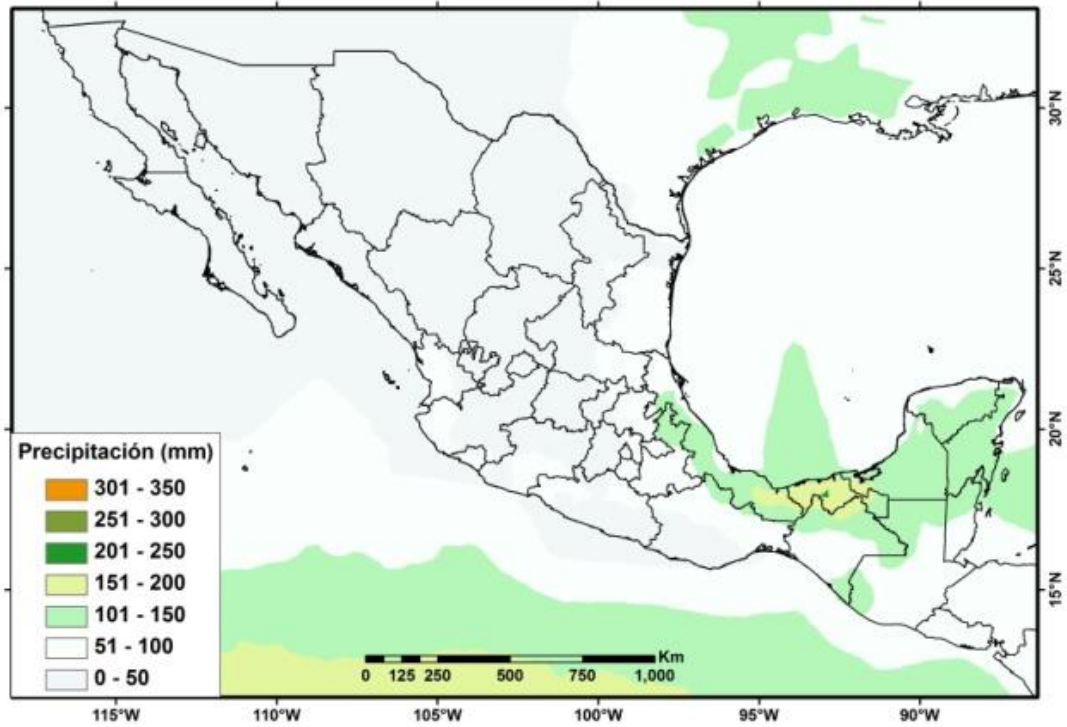 30°N
25°N
20°N
15°N
Precipitación (mm)
301 - 350
251 - 300
201 - 250
151 - 200
101 - 150
51 - 100
0 - 50
Km
0 125 250 500 750 1,000
115°W 110°W 105°W 100°W 95°W 90°W